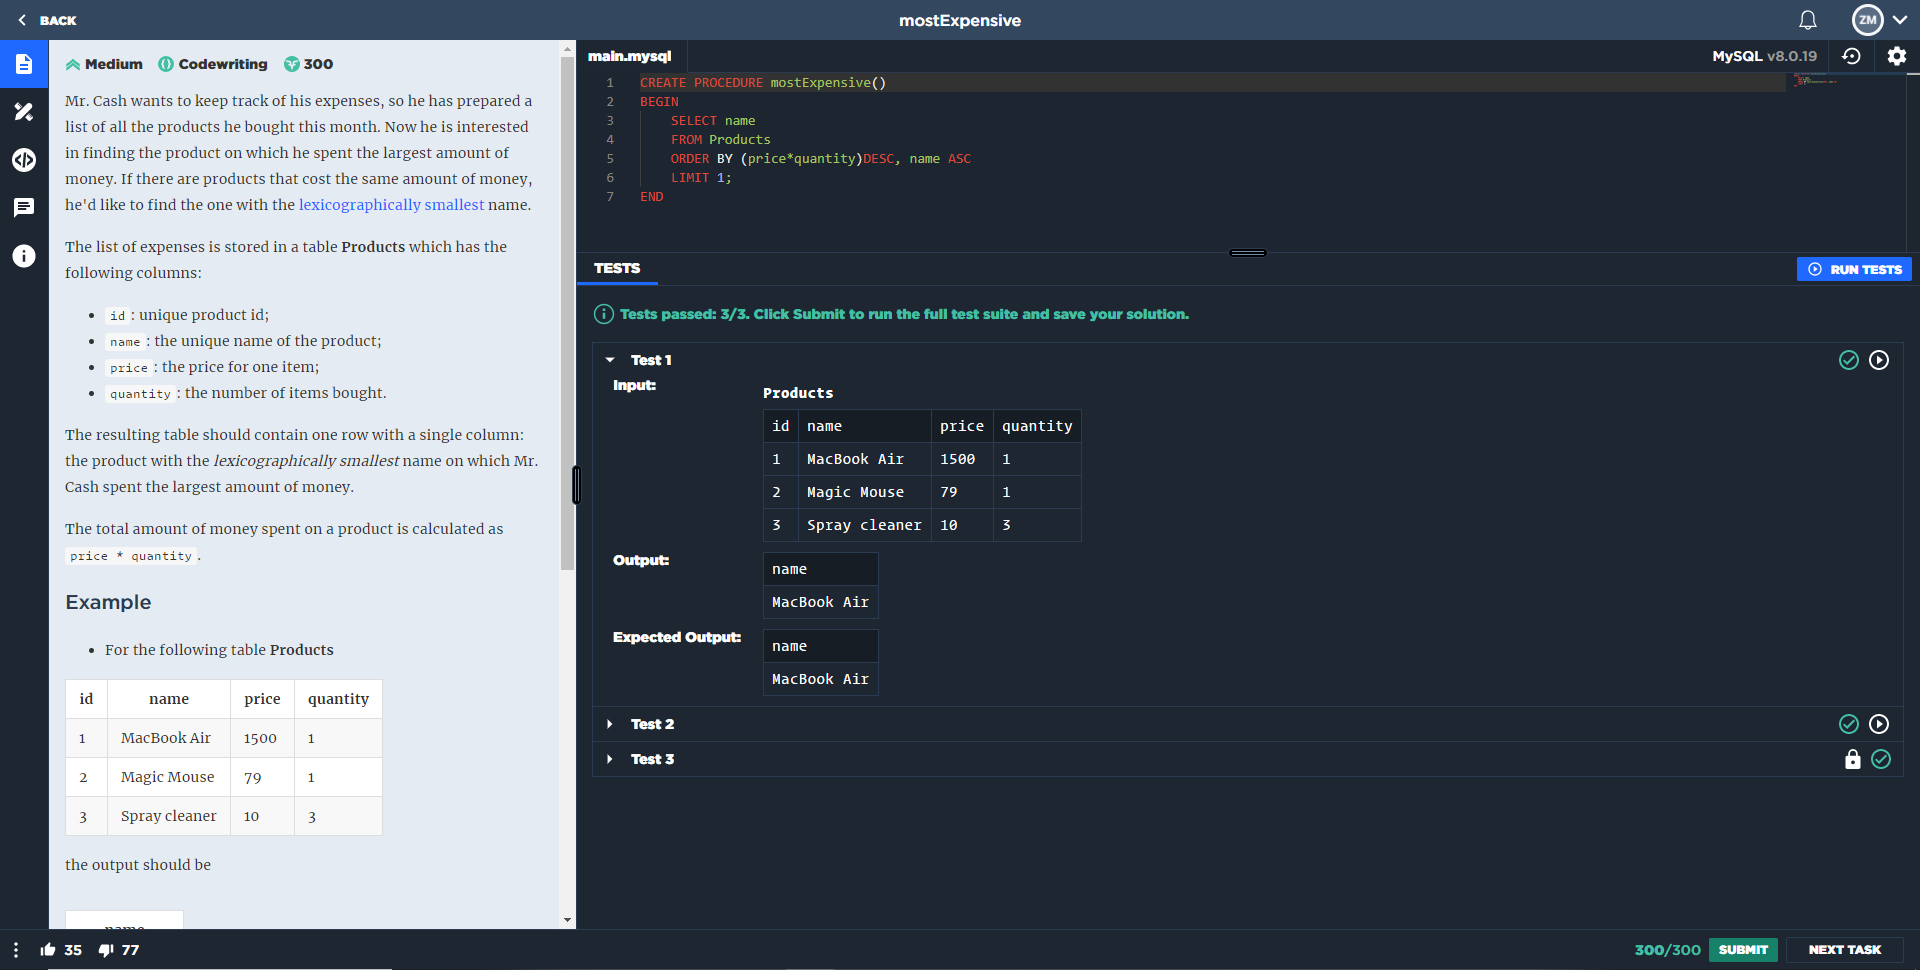 BACK
mostExpensive
ZM
Medium Codewriting 300
Mr. Cash wants to keep track of his expenses, so he has prepared a
list of all the products he bought this month. Now he is interested
in finding the product on which he spent the largest amount of
money. If there are products that cost the same amount of money,
he'd like to find the one with the lexicographically smallest name.
The list of expenses is stored in a table Products which has the
following columns:
• id : unique product id;
• name : the unique name of the product;
• price : the price for one item;
• quantity : the number of items bought.
The resulting table should contain one row with a single column:
the product with the lexicographically smallest name on which Mr.
Cash spent the largest amount of money.
The total amount of money spent on a product is calculated as
price * quantity .
Example
• For the following table Products
id name price quantity
1 MacBook Air 1500 1
2 Magic Mouse 79 1
3 Spray cleaner 10 3
the output should be
name
35 77
main.mysql
MySQL v8.0.19
1 CREATE PROCEDURE mostExpensive()
2 BEGIN
3 SELECT name
4 FROM Products
5 ORDER BY (price*quantity)DESC, name ASC
6 LIMIT 1;
7 END
TESTS
RUN TESTS
Tests passed: 3/3. Click Submit to run the full test suite and save your solution.
Test 1
Input:
Products
id name price quantity
1 MacBook Air 1500 1
2 Magic Mouse 79 1
3 Spray cleaner 10 3
Output:
name
MacBook Air
Expected Output:
name
MacBook Air
Test 2
Test 3
300/300 SUBMIT NEXT TASK